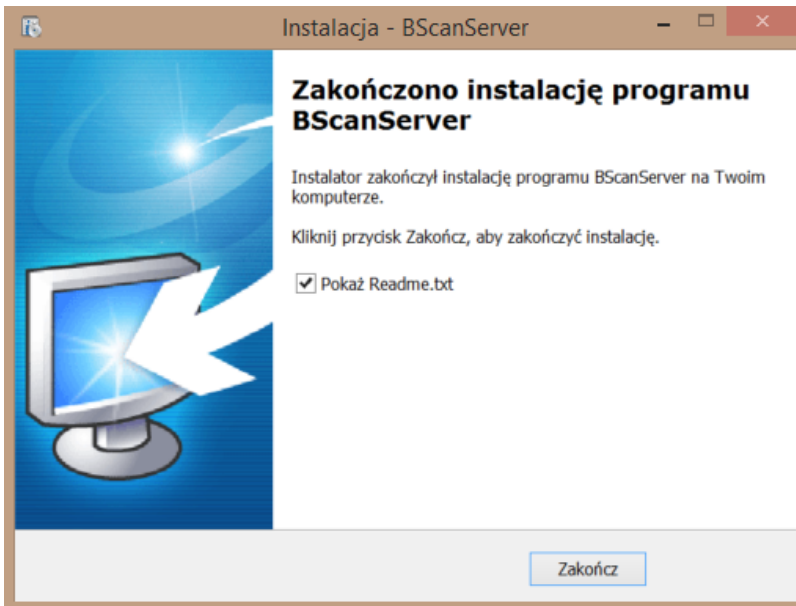 Instalacja - BScanServer
Zakończono instalację programu
BScanServer
Instalator zakończył instalację programu BScanServer na Twoim
komputerze.
Kliknij przycisk Zakończ, aby zakończyć instalację.
Pokaż Readme.txt
Zakończ